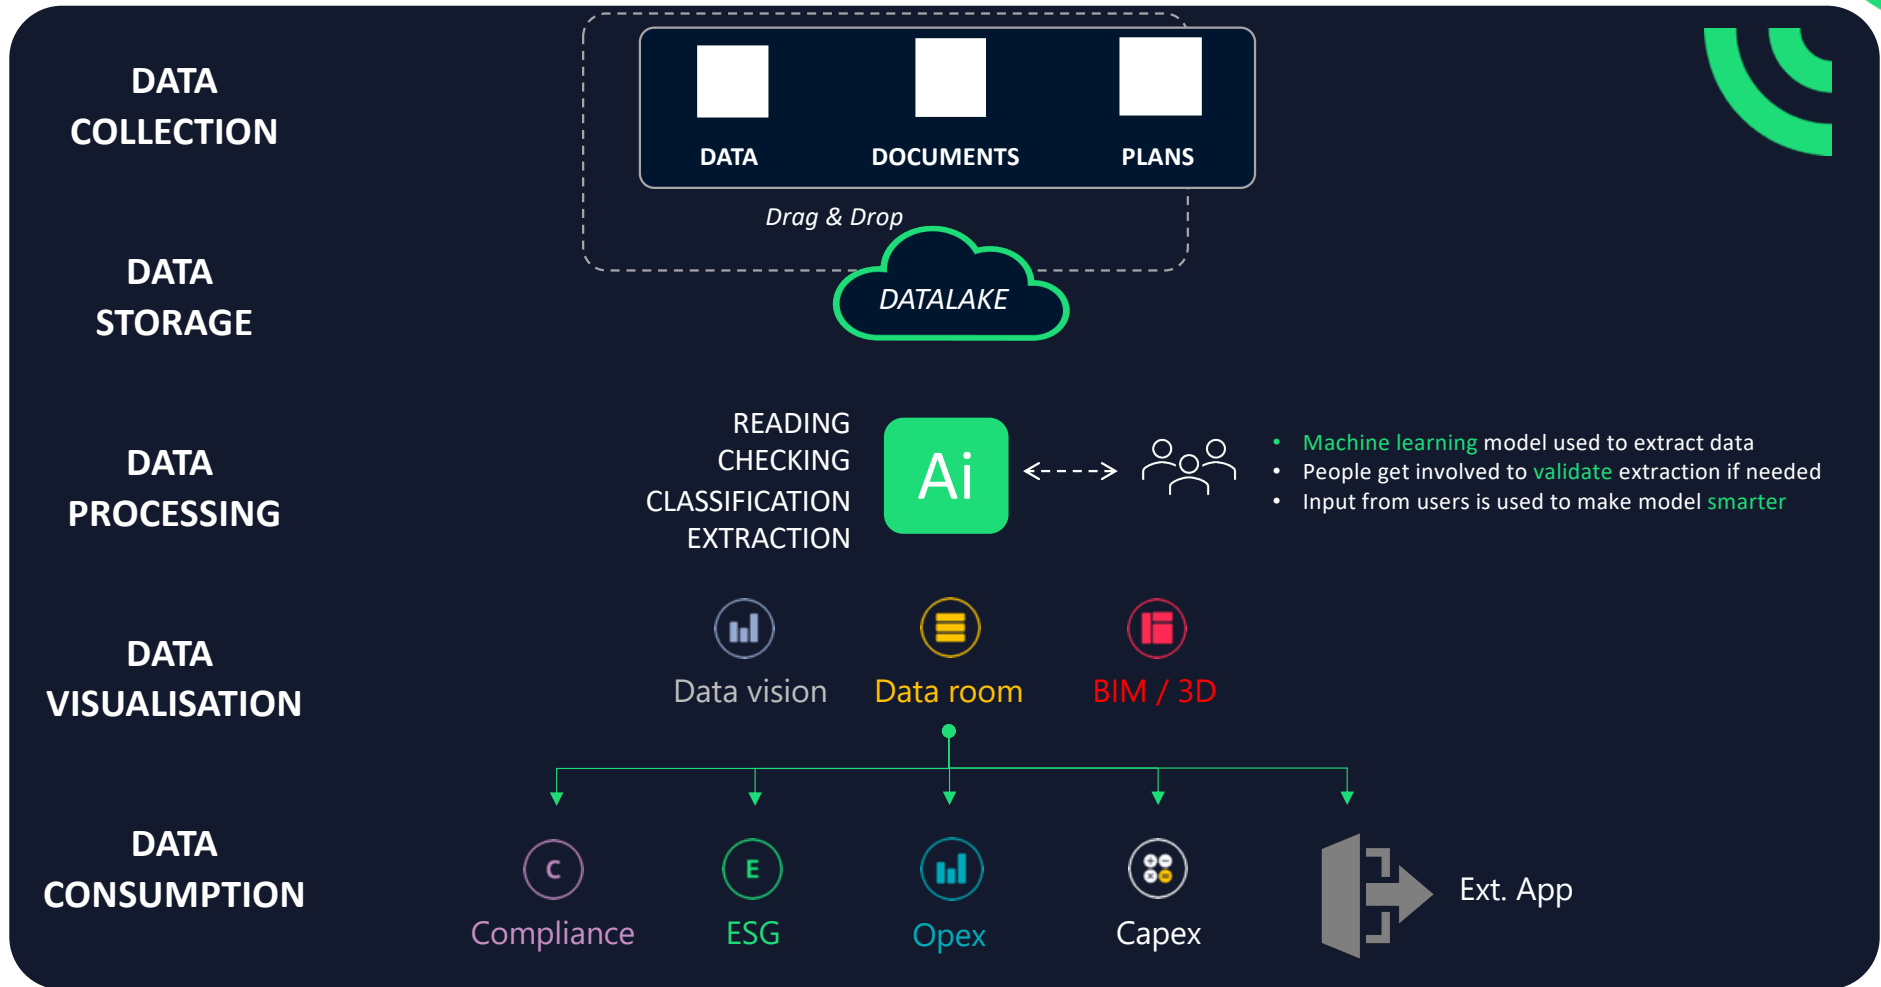 DATA
COLLECTION
DATA
DOCUMENTS
PLANS
Drag & Drop
DATA
STORAGE
DATALAKE
DATA
PROCESSING
READING
CHECKING
CLASSIFICATION
EXTRACTION
Ai
• Machine learning model used to extract data
• People get involved to validate extraction if needed
• Input from users is used to make model smarter
DATA
VISUALISATION
Data vision
Data room
BIM / 3D
DATA
CONSUMPTION
C
Compliance
E
ESG
Opex
Capex
Ext. App